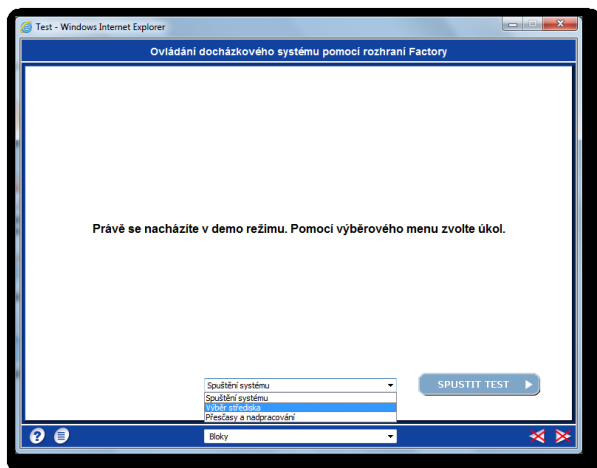 Test - Windows Internet Explorer
Ovládání docházkového systému pomocí rozhraní Factory
Právě se nacházíte v demo režimu. Pomocí výběrového menu zvolte úkol.
Spuštění systému
SPUSTIT TEST
Spuštění systému
Výběr střediska
Přesčasy a nadpracování
Bloky